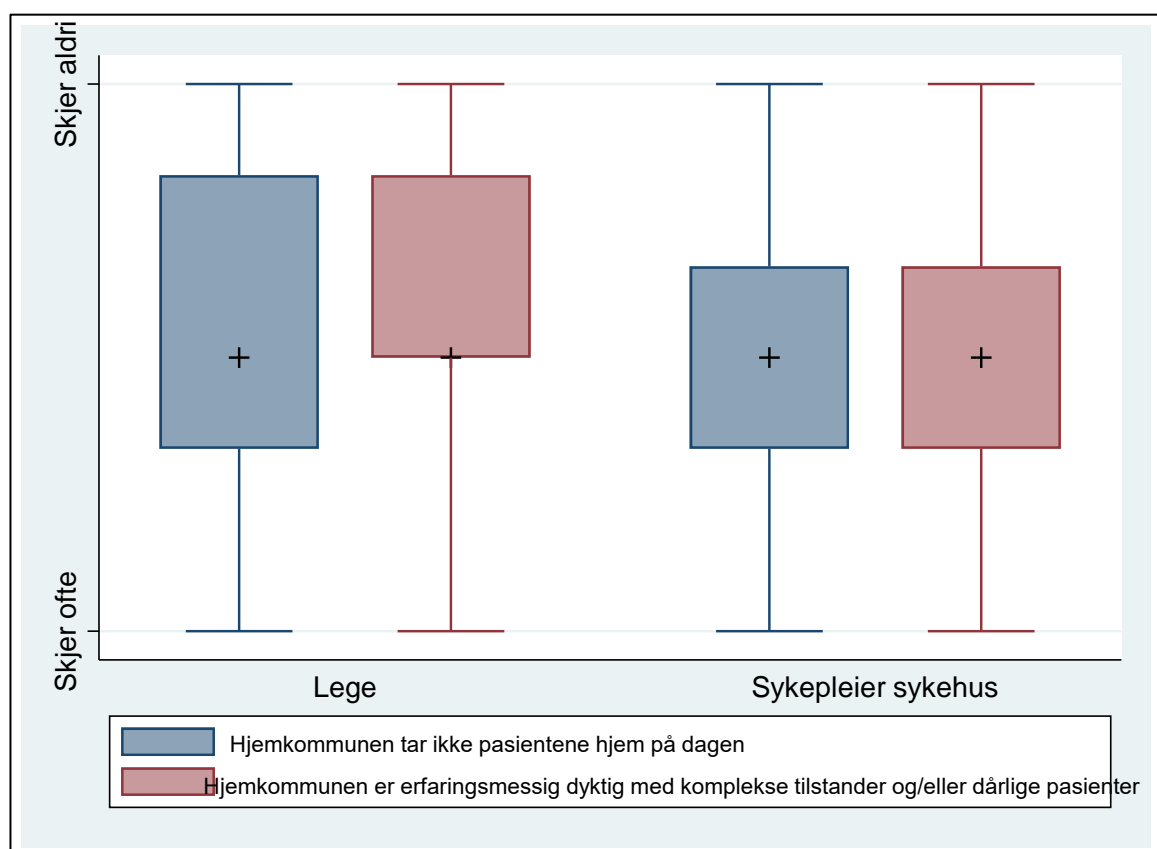 Skjer aldri
Skjer ofte
Lege
Sykepleier sykehus
Hjemkommunen tar ikke pasientene hjem på dagen
Hjemkommunen er erfaringsmessig dyktig med komplekse tilstander og/eller dårlige pasienter